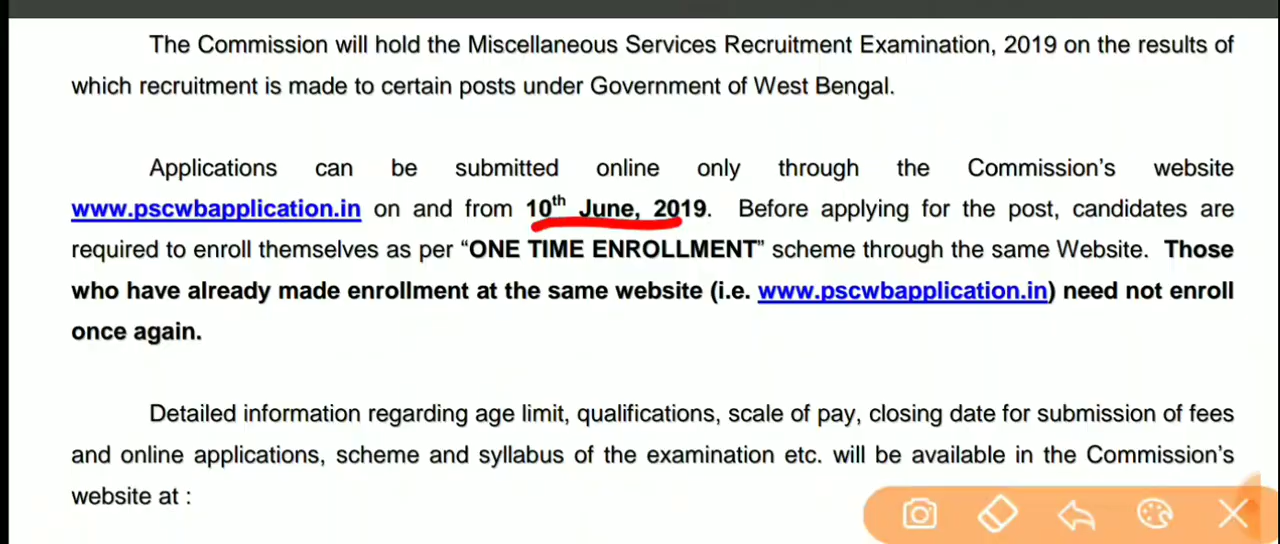 The Commission will hold the Miscellaneous Services Recruitment Examination, 2019 on the results of
which recruitment is made to certain posts under Government of West Bengal.
Applications can be submitted online only through the Commission's website
www.pscwbapplication.in on and from 10th June, 2019. Before applying for the post, candidates are
required to enroll themselves as per “ONE TIME ENROLLMENT” scheme through the same Website. Those
who have already made enrollment at the same website (i.e. www.pscwbapplication.in) need not enroll
once again.
Detailed information regarding age limit, qualifications, scale of pay, closing date for submission of fees
and online applications, scheme and syllabus of the examination etc. will be available in the Commission's
website at :